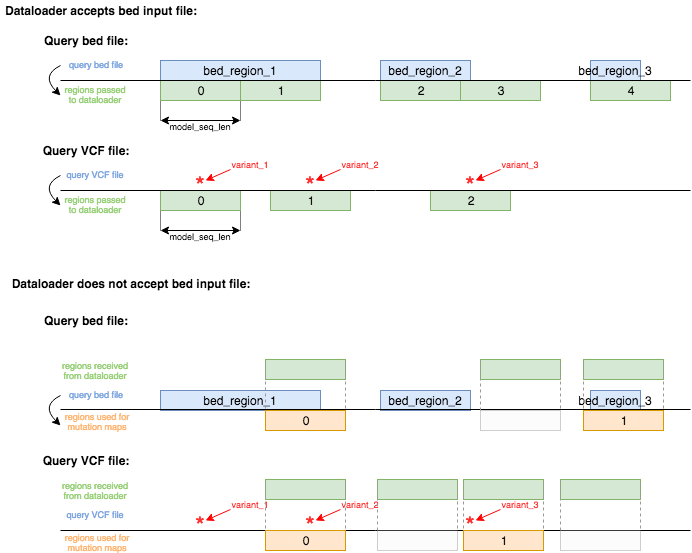 Dataloader accepts bed input file:
Query bed file:
query bed file
bed_region_1
bed_region_2
bed_region_3
regions passed
to dataloader
0
1
2
3
4
model_seq_len
Query VCF file:
variant_1
variant_2
variant_3
query VCF file
* * *
regions passed
to dataloader
0
1
2
model_seq_len
Dataloader does not accept bed input file:
Query bed file:
regions received
from dataloader
query bed file
bed_region_1
bed_region_2
bed_region_3
regions used for
mutation maps
0
1
Query VCF file:
regions received
from dataloader
variant_1
variant_2
variant_3
query VCF file
* * *
regions used for
mutation maps
0
1